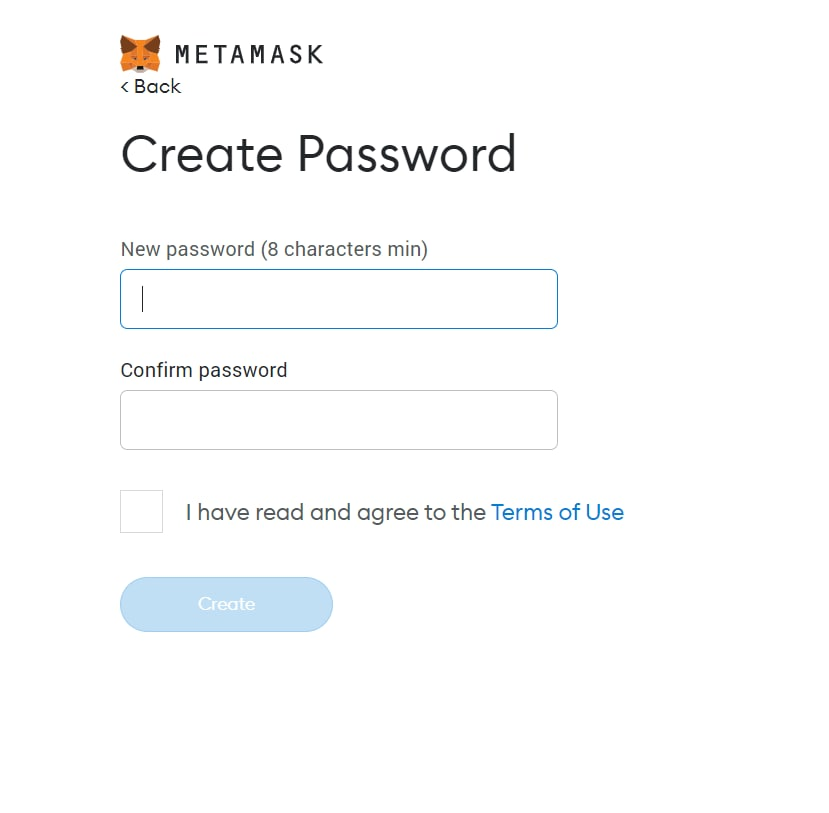 METAMASK
< Back
Create Password
New password (8 characters min)
Confirm password
I have read and agree to the Terms of Use
Create